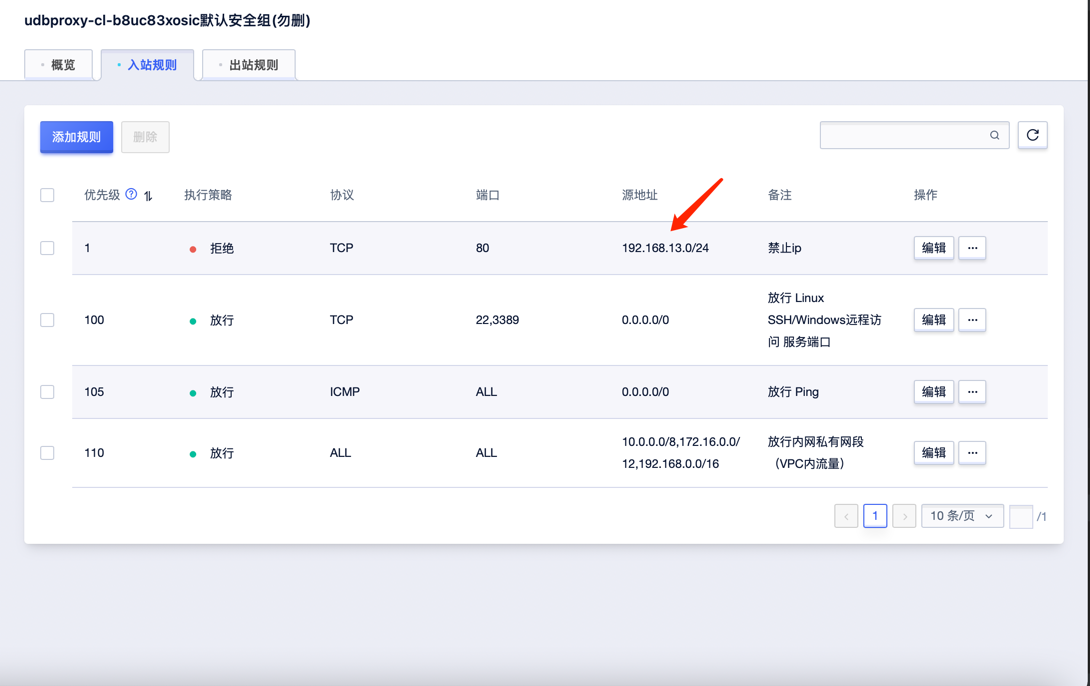 udbproxy-cl-b8uc83xosic默认安全组(勿删)
概览
入站规则
出站规则
添加规则
删除
优先级
执行策略
协议
端口
源地址
备注
操作
1
拒绝
TCP
80
192.168.13.0/24
禁止ip
编辑
...
100
放行
TCP
22,3389
0.0.0.0/0
放行 Linux
SSH/Windows远程访
问 服务端口
编辑
...
105
放行
ICMP
ALL
0.0.0.0/0
放行 Ping
编辑
...
110
放行
ALL
ALL
10.0.0.0/8,172.16.0.0/
12,192.168.0.0/16
放行内网私有网段
（VPC内流量）
编辑
...
1
10 条/页
/1